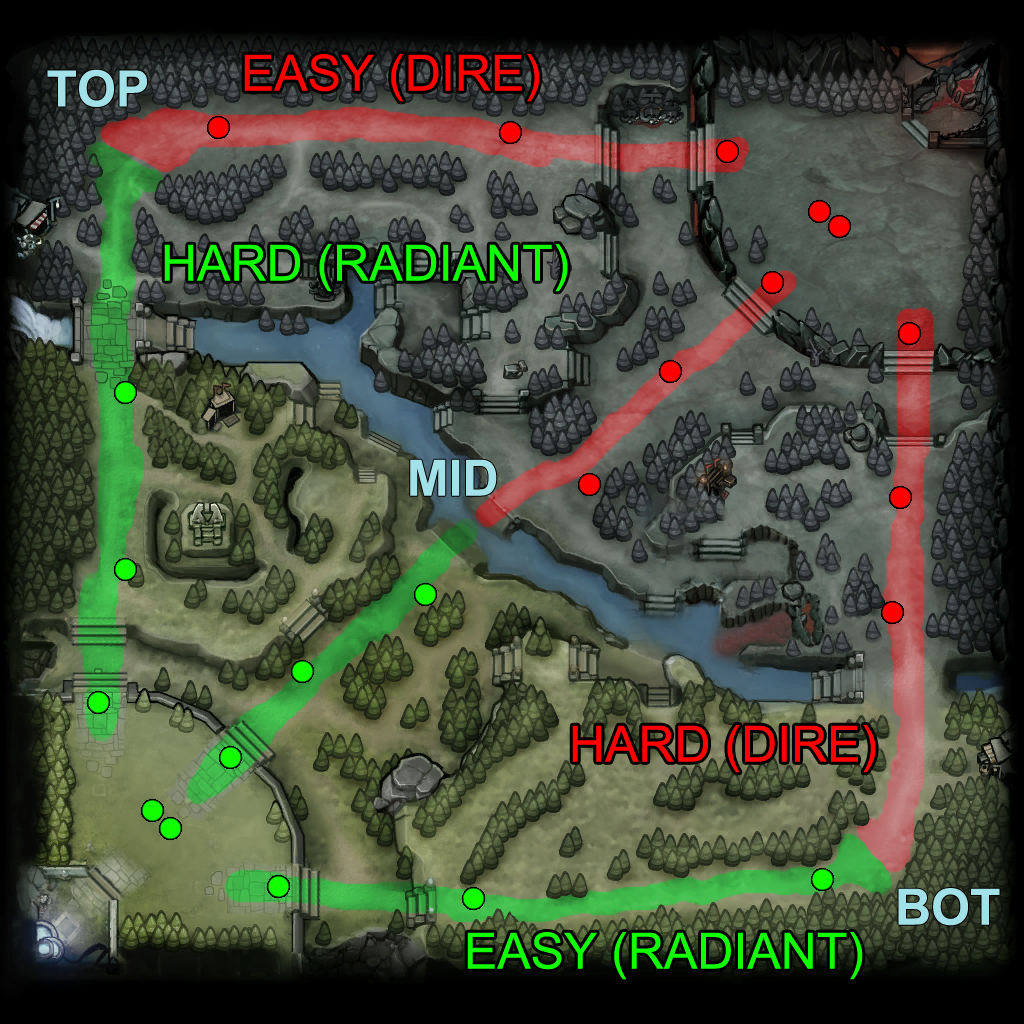 EASY (DIRE)
TOP
HARD (RADIANT)
MID
HARD (DIRE)
BOT
EASY (RADIANT)